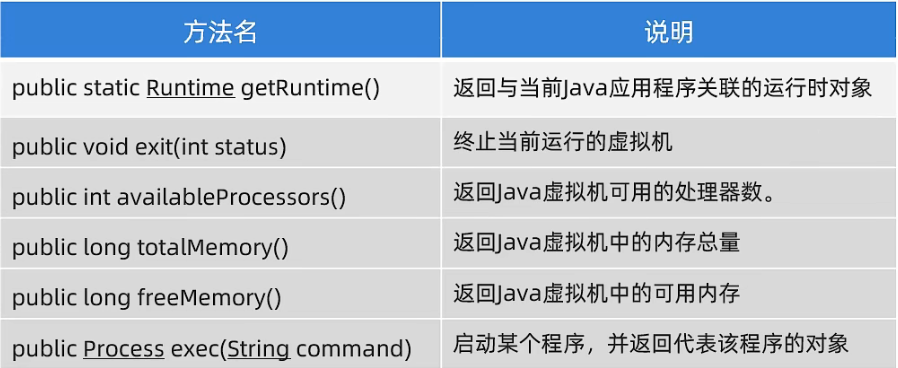 方法名 说明
public static Runtime getRuntime() 返回与当前Java应用程序关联的运行时对象
public void exit(int status) 终止当前运行的虚拟机
public int availableProcessors() 返回Java虚拟机可用的处理器数。
public long totalMemory() 返回Java虚拟机中的内存总量
public long freeMemory() 返回Java虚拟机中的可用内存
public Process exec(String command) 启动某个程序，并返回代表该程序的对象